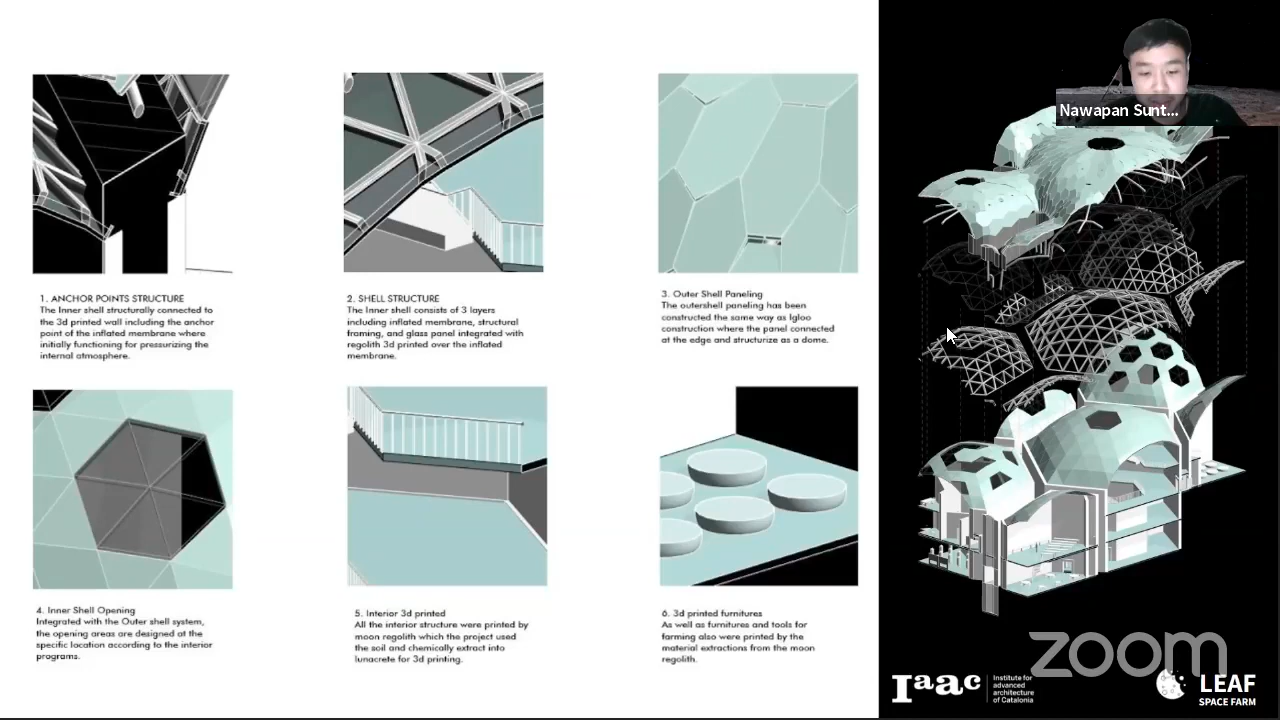 Nawapan Sunt...
1. ANCHOR POINTS STRUCTURE
The Inner shell structurally connected to
the 3d printed wall including the anchor
point of the inflated membrane where
initially functioning for pressurizing the
internal atmosphere.
2. SHELL STRUCTURE
The Inner shell consists of 3 layers
including inflated membrane, structural
framing, and glass panel integrated with
regolith 3d printed over the inflated
membrane.
3. Outer Shell Paneling
The outershell paneling has been
constructed the same way as Igloo
construction where the panel connected
at the edge and structurize as a dome.
4. Inner Shell Opening
Integrated with the Outer shell system,
the opening areas are designed at the
specific location according to the interior
programs.
5. Interior 3d printed
All the interior structure were printed by
moon regolith which the project used
the soil and chemically extract into
lunacrete for 3d printing.
6. 3d printed furnitures
As well as furnitures and tools for
farming also were printed by the
material extractions from the moon
regolith.
zoom
Iaac
Institute for
advanced
architecture
of Catalonia
LEAF
SPACE FARM